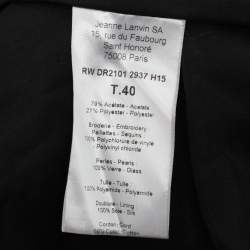 Jeanne Lanvin SA
15, rue du Faubourg
Saint Honoré
75008 Paris
RW DR2101 2937 H15
T.40
79% Acetate - Acetate
21% Polyester - Polyester
Broderie - Embroidery
Paillettes - Sequins
100% Polychlorure de vinyle
Polyvinyl Chloride
Perles - Pearls
100% Verre - Glass
Tulle - Tulle
100% Polyamide - Polyamide
Doublure - Lining
100% Soie - Silk
Cordon - Cord